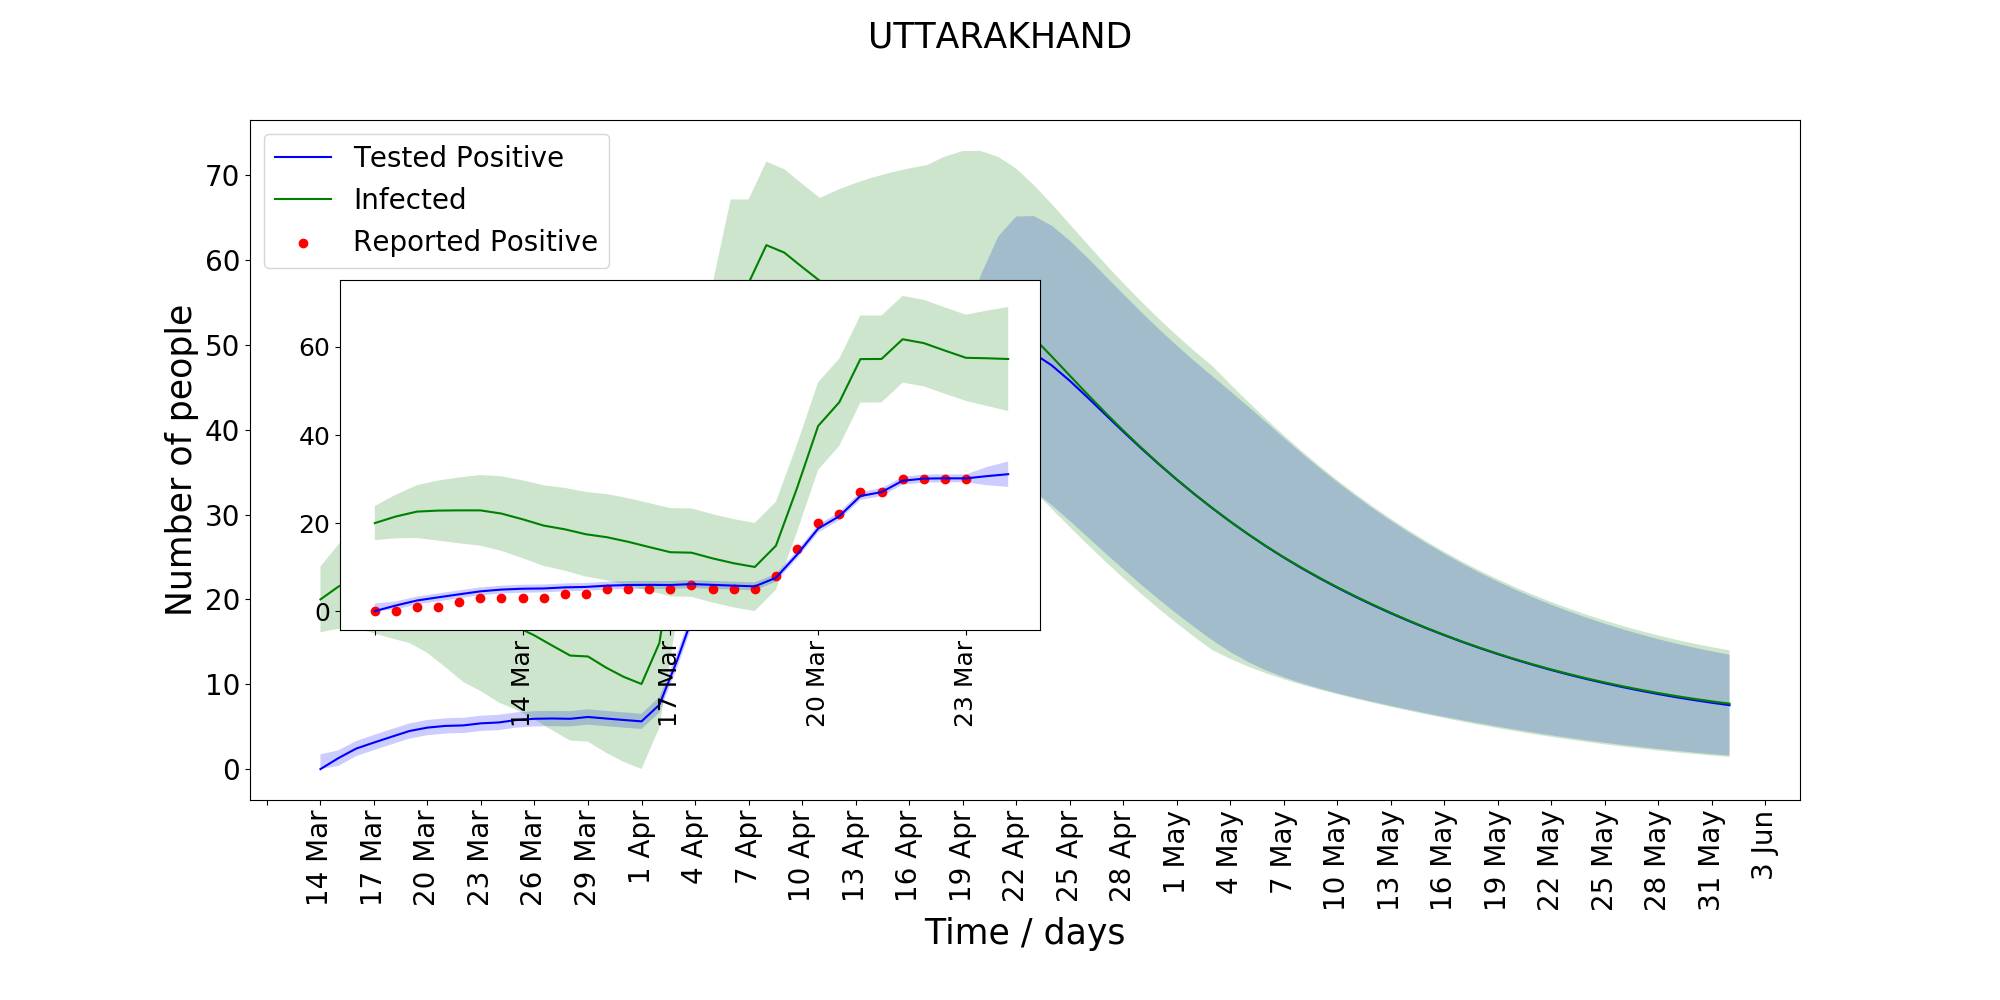 UTTARAKHAND
Tested Positive
Infected
Reported Positive
Number of people
70
60
50
40
30
20
10
0
60
40
20
0
14 Mar
17 Mar
20 Mar
23 Mar
14 Mar
17 Mar
20 Mar
23 Mar
26 Mar
29 Mar
1 Apr
4 Apr
7 Apr
10 Apr
13 Apr
16 Apr
19 Apr
22 Apr
25 Apr
28 Apr
1 May
4 May
7 May
10 May
13 May
16 May
19 May
22 May
25 May
28 May
31 May
3 Jun
Time / days